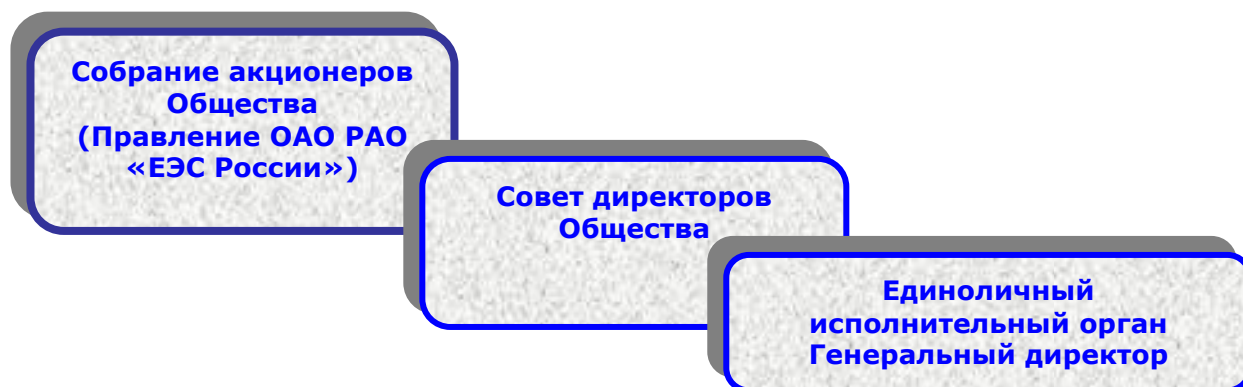 Собрание акционеров
Общества
(Правление ОАО РАО
«ЕЭС России»)
Совет директоров
Общества
Единоличный
исполнительный орган
Генеральный директор